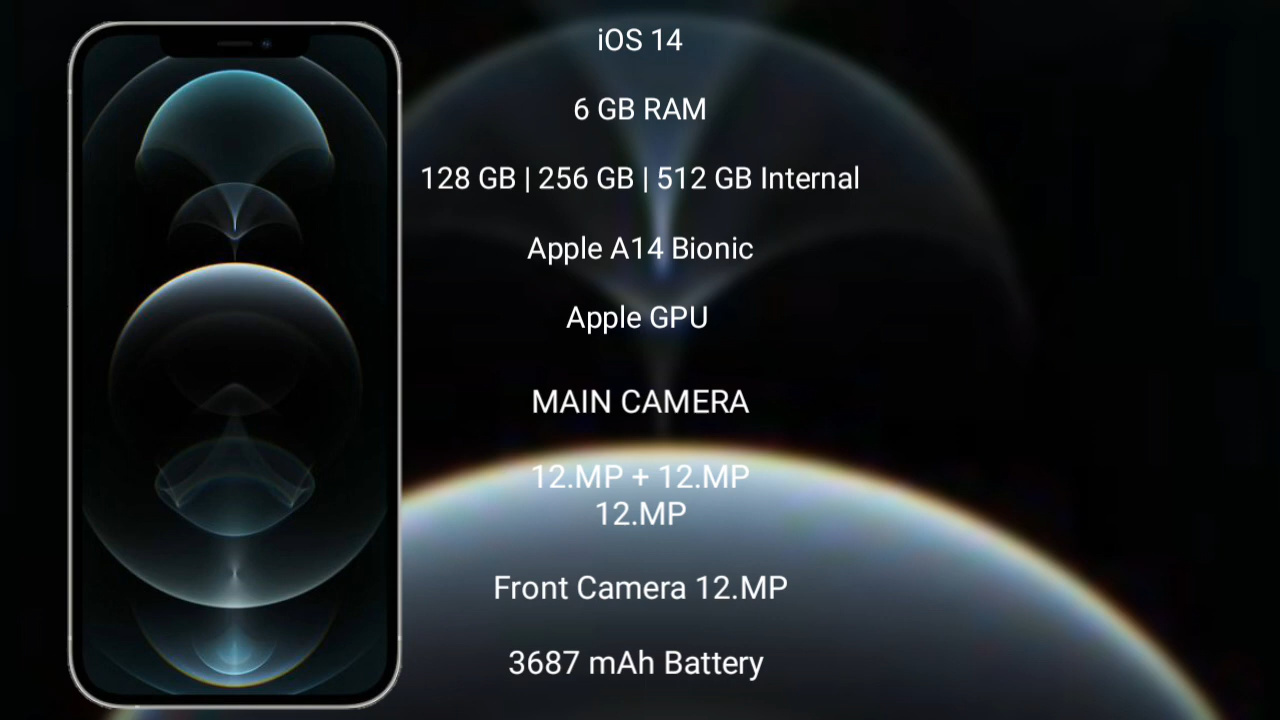 iOS 14
6 GB RAM
128 GB | 256 GB | 512 GB Internal
Apple A14 Bionic
Apple GPU
MAIN CAMERA
12.MP + 12.MP
12.MP
Front Camera 12.MP
3687 mAh Battery